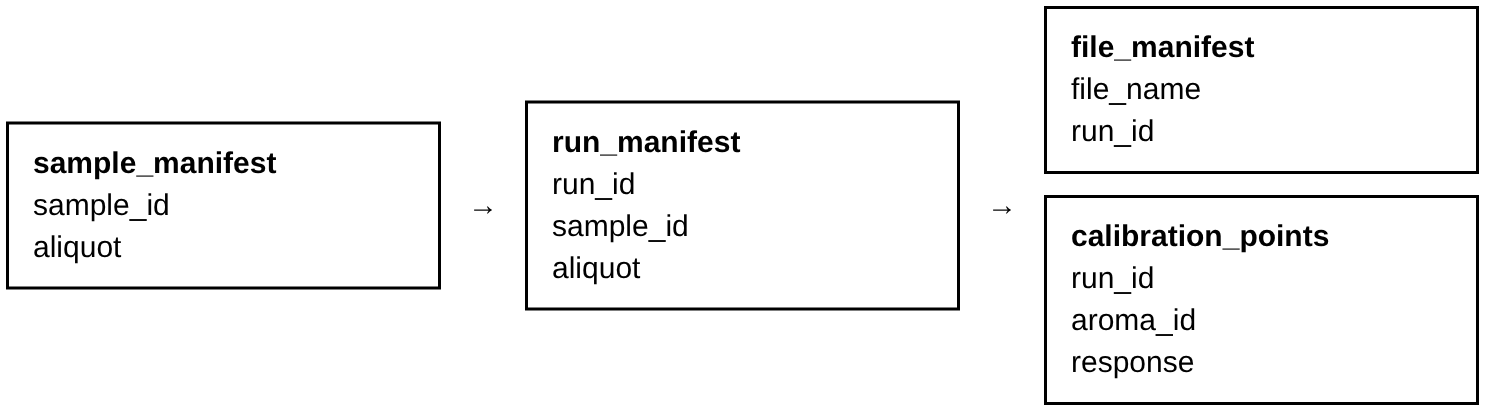 sample_manifest
sample_id
aliquot
→
run_manifest
run_id
sample_id
aliquot
→
file_manifest
file_name
run_id
calibration_points
run_id
aroma_id
response